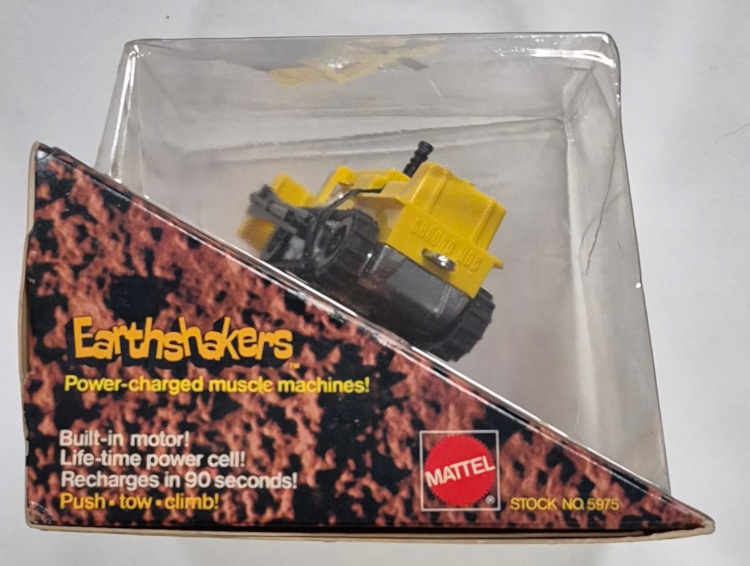 Earthshakers™
Power-charged muscle machines!
Built-in motor!
Life-time power cell!
Recharges in 90 seconds!
Push • tow • climb!
MATTEL®
STOCK NO. 5975